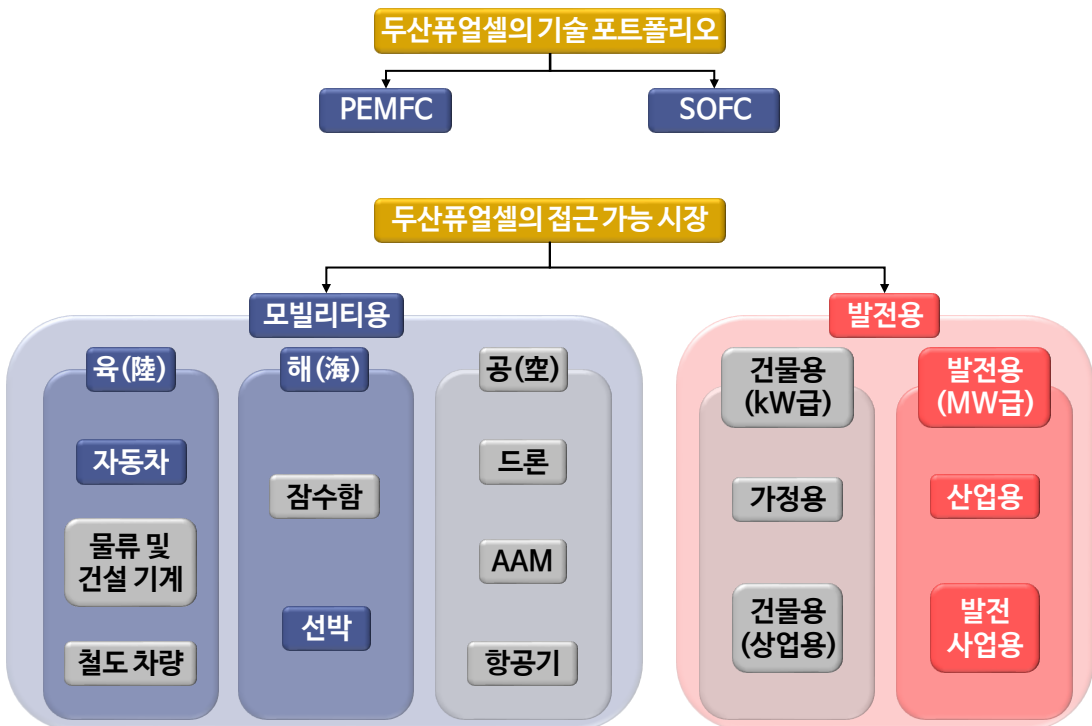 두산퓨얼셀의 기술 포트폴리오
PEMFC
SOFC
두산퓨얼셀의 접근 가능 시장
모빌리티용
발전용
육(陸)
자동차
물류 및
건설 기계
철도 차량
해(海)
잠수함
선박
공(空)
드론
AAM
항공기
건물용
(kW급)
가정용
건물용
(상업용)
발전용
(MW급)
산업용
발전
사업용